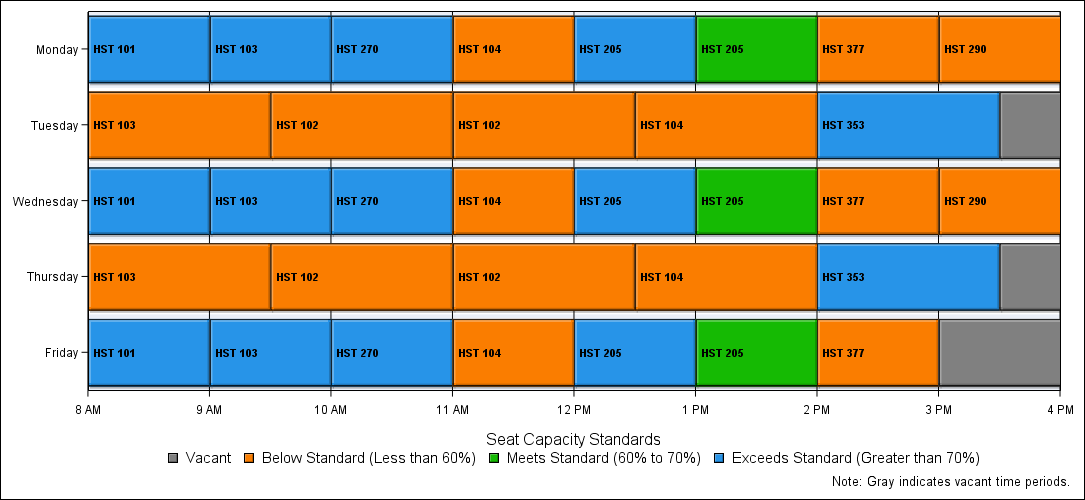 Monday HST 101 HST 103 HST 270 HST 104 HST 205 HST 205 HST 377 HST 290
Tuesday HST 103 HST 102 HST 102 HST 104 HST 353
Wednesday HST 101 HST 103 HST 270 HST 104 HST 205 HST 205 HST 377 HST 290
Thursday HST 103 HST 102 HST 102 HST 104 HST 353
Friday HST 101 HST 103 HST 270 HST 104 HST 205 HST 205 HST 377
8 AM 9 AM 10 AM 11 AM 12 PM 1 PM 2 PM 3 PM 4 PM
Seat Capacity Standards
Vacant Below Standard (Less than 60%) Meets Standard (60% to 70%) Exceeds Standard (Greater than 70%)
Note: Gray indicates vacant time periods.